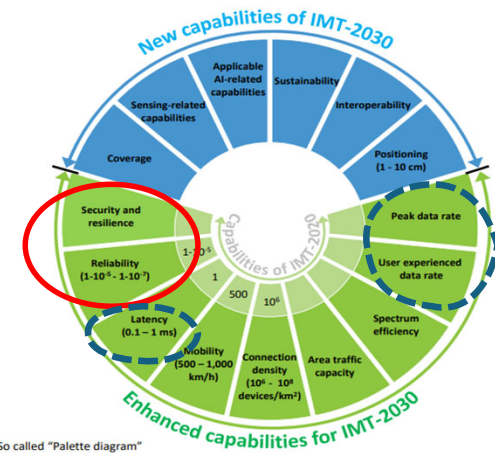 New capabilities of IMT-2030
Applicable
AI-related
capabilities
Sustainability
Sensing-related
capabilities
Interoperability
Coverage
Positioning
(1 - 10 cm)
Security and
resilience
Peak data rate
Capabilities of IMT-2020
Reliability
(1-10⁻⁵ - 1-10⁻⁷)
1-10⁻⁵
User experienced
data rate
1
500
10⁶
Latency
(0.1 – 1 ms)
Spectrum
efficiency
Mobility
(500 – 1,000
km/h)
Connection
density
(10⁶ - 10⁸
devices/km²)
Area traffic
capacity
Enhanced capabilities for IMT-2030
So called "Palette diagram"